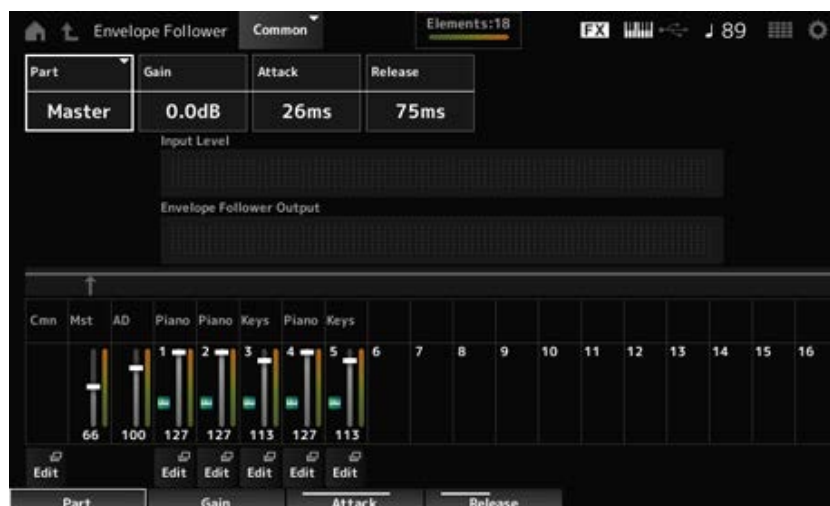 Envelope Follower Common Elements:18 FX ♩ 89
Part Gain Attack Release
Master 0.0dB 26ms 75ms
Input Level
Envelope Follower Output
Cmn Mst AD Piano Piano Keys Piano Keys
1 2 3 4 5 6 7 8 9 10 11 12 13 14 15 16
66 100 127 127 113 127 113
Edit Edit Edit Edit Edit Edit
Part Gain Attack Release